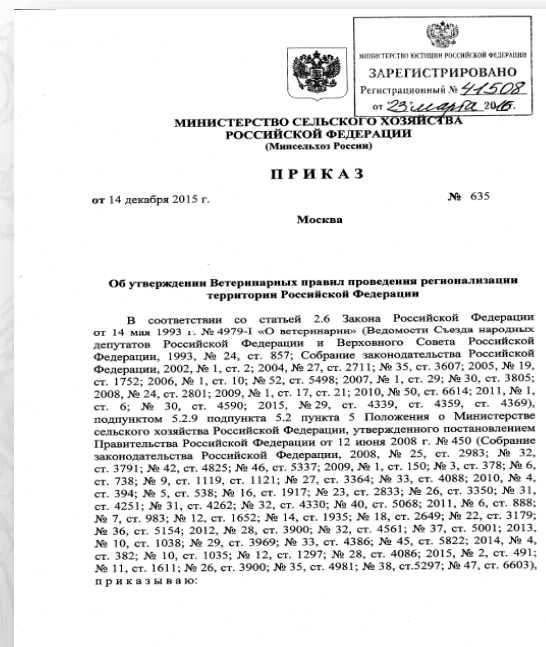 МИНИСТЕРСТВО ЮСТИЦИИ РОССИЙСКОЙ ФЕДЕРАЦИИ
ЗАРЕГИСТРИРОВАНО
Регистрационный № 41508
от "23 марта 2016.
МИНИСТЕРСТВО СЕЛЬСКОГО ХОЗЯЙСТВА
РОССИЙСКОЙ ФЕДЕРАЦИИ
(Минсельхоз России)
П Р И К А З
от 14 декабря 2015 г. № 635
Москва
Об утверждении Ветеринарных правил проведения регионализации
территории Российской Федерации
В соответствии со статьей 2.6 Закона Российской Федерации
от 14 мая 1993 г. № 4979-I «О ветеринарии» (Ведомости Съезда народных
депутатов Российской Федерации и Верховного Совета Российской
Федерации, 1993, № 24, ст. 857; Собрание законодательства Российской
Федерации, 2002, № 1, ст. 2; 2004, № 27, ст. 2711; № 35, ст. 3607; 2005, № 19,
ст. 1752; 2006, № 1, ст. 10; № 52, ст. 5498; 2007, № 1, ст. 29; № 30, ст. 3805;
2008, № 24, ст. 2801; 2009, № 1, ст. 17, ст. 21; 2010, № 50, ст. 6614; 2011, № 1,
ст. 6; № 30, ст. 4590; 2015, № 29, ст. 4339, ст. 4359, ст. 4369),
подпунктом 5.2.9 подпункта 5.2 пункта 5 Положения о Министерстве
сельского хозяйства Российской Федерации, утвержденного постановлением
Правительства Российской Федерации от 12 июня 2008 г. № 450 (Собрание
законодательства Российской Федерации, 2008, № 25, ст. 2983; № 32,
ст. 3791; № 42, ст. 4825; № 46, ст. 5337; 2009, № 1, ст. 150; № 3, ст. 378; № 6,
ст. 738; № 9, ст. 1119, ст. 1121; № 27, ст. 3364; № 33, ст. 4088; 2010, № 4,
ст. 394; № 5, ст. 538; № 16, ст. 1917; № 23, ст. 2833; № 26, ст. 3350; № 31,
ст. 4251; № 31, ст. 4262; № 32, ст. 4330; № 40, ст. 5068; 2011, № 6, ст. 888;
№ 7, ст. 983; № 12, ст. 1652; № 14, ст. 1935; № 18, ст. 2649; № 22, ст. 3179;
№ 36, ст. 5154; 2012, № 28, ст. 3900; № 32, ст. 4561; № 37, ст. 5001; 2013,
№ 10, ст. 1038; № 29, ст. 3969; № 33, ст. 4386; № 45, ст. 5822; 2014, № 4,
ст. 382; № 10, ст. 1035; № 12, ст. 1297; № 28, ст. 4086; 2015, № 2, ст. 491;
№ 11, ст. 1611; № 26, ст. 3900; № 35, ст. 4981; № 38, ст.5297; № 47, ст. 6603),
п р и к а з ы в а ю: